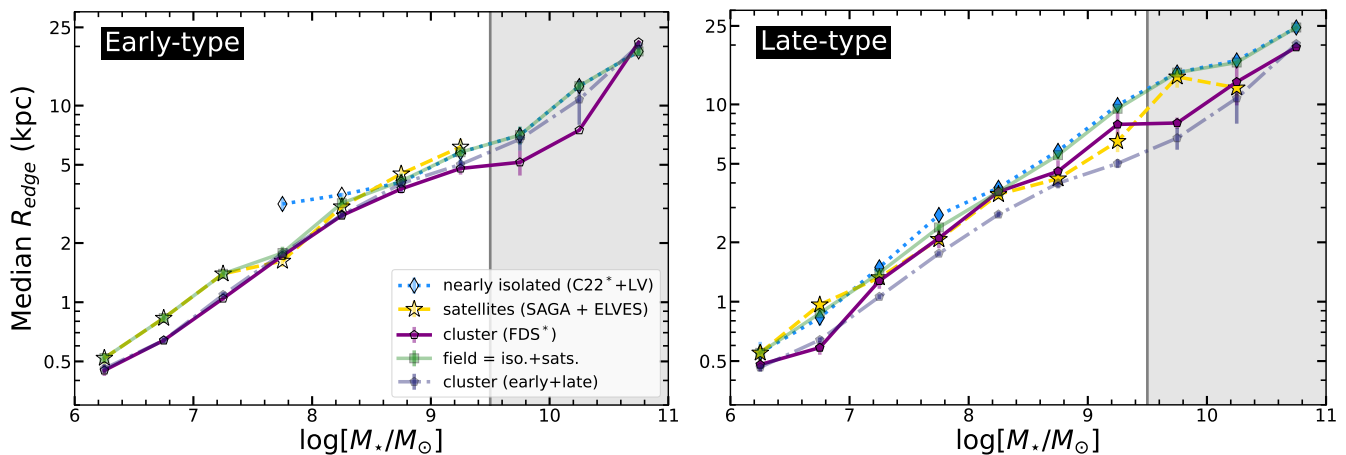 Early-type
Late-type
Median R_edge (kpc)
25
10
5
2
1
0.5
nearly isolated (C22*+LV)
satellites (SAGA + ELVES)
cluster (FDS*)
field = iso.+sats.
cluster (early+late)
6 7 8 9 10 11
log[M⋆/M⊙]
25
10
5
2
1
0.5
6 7 8 9 10 11
log[M⋆/M⊙]